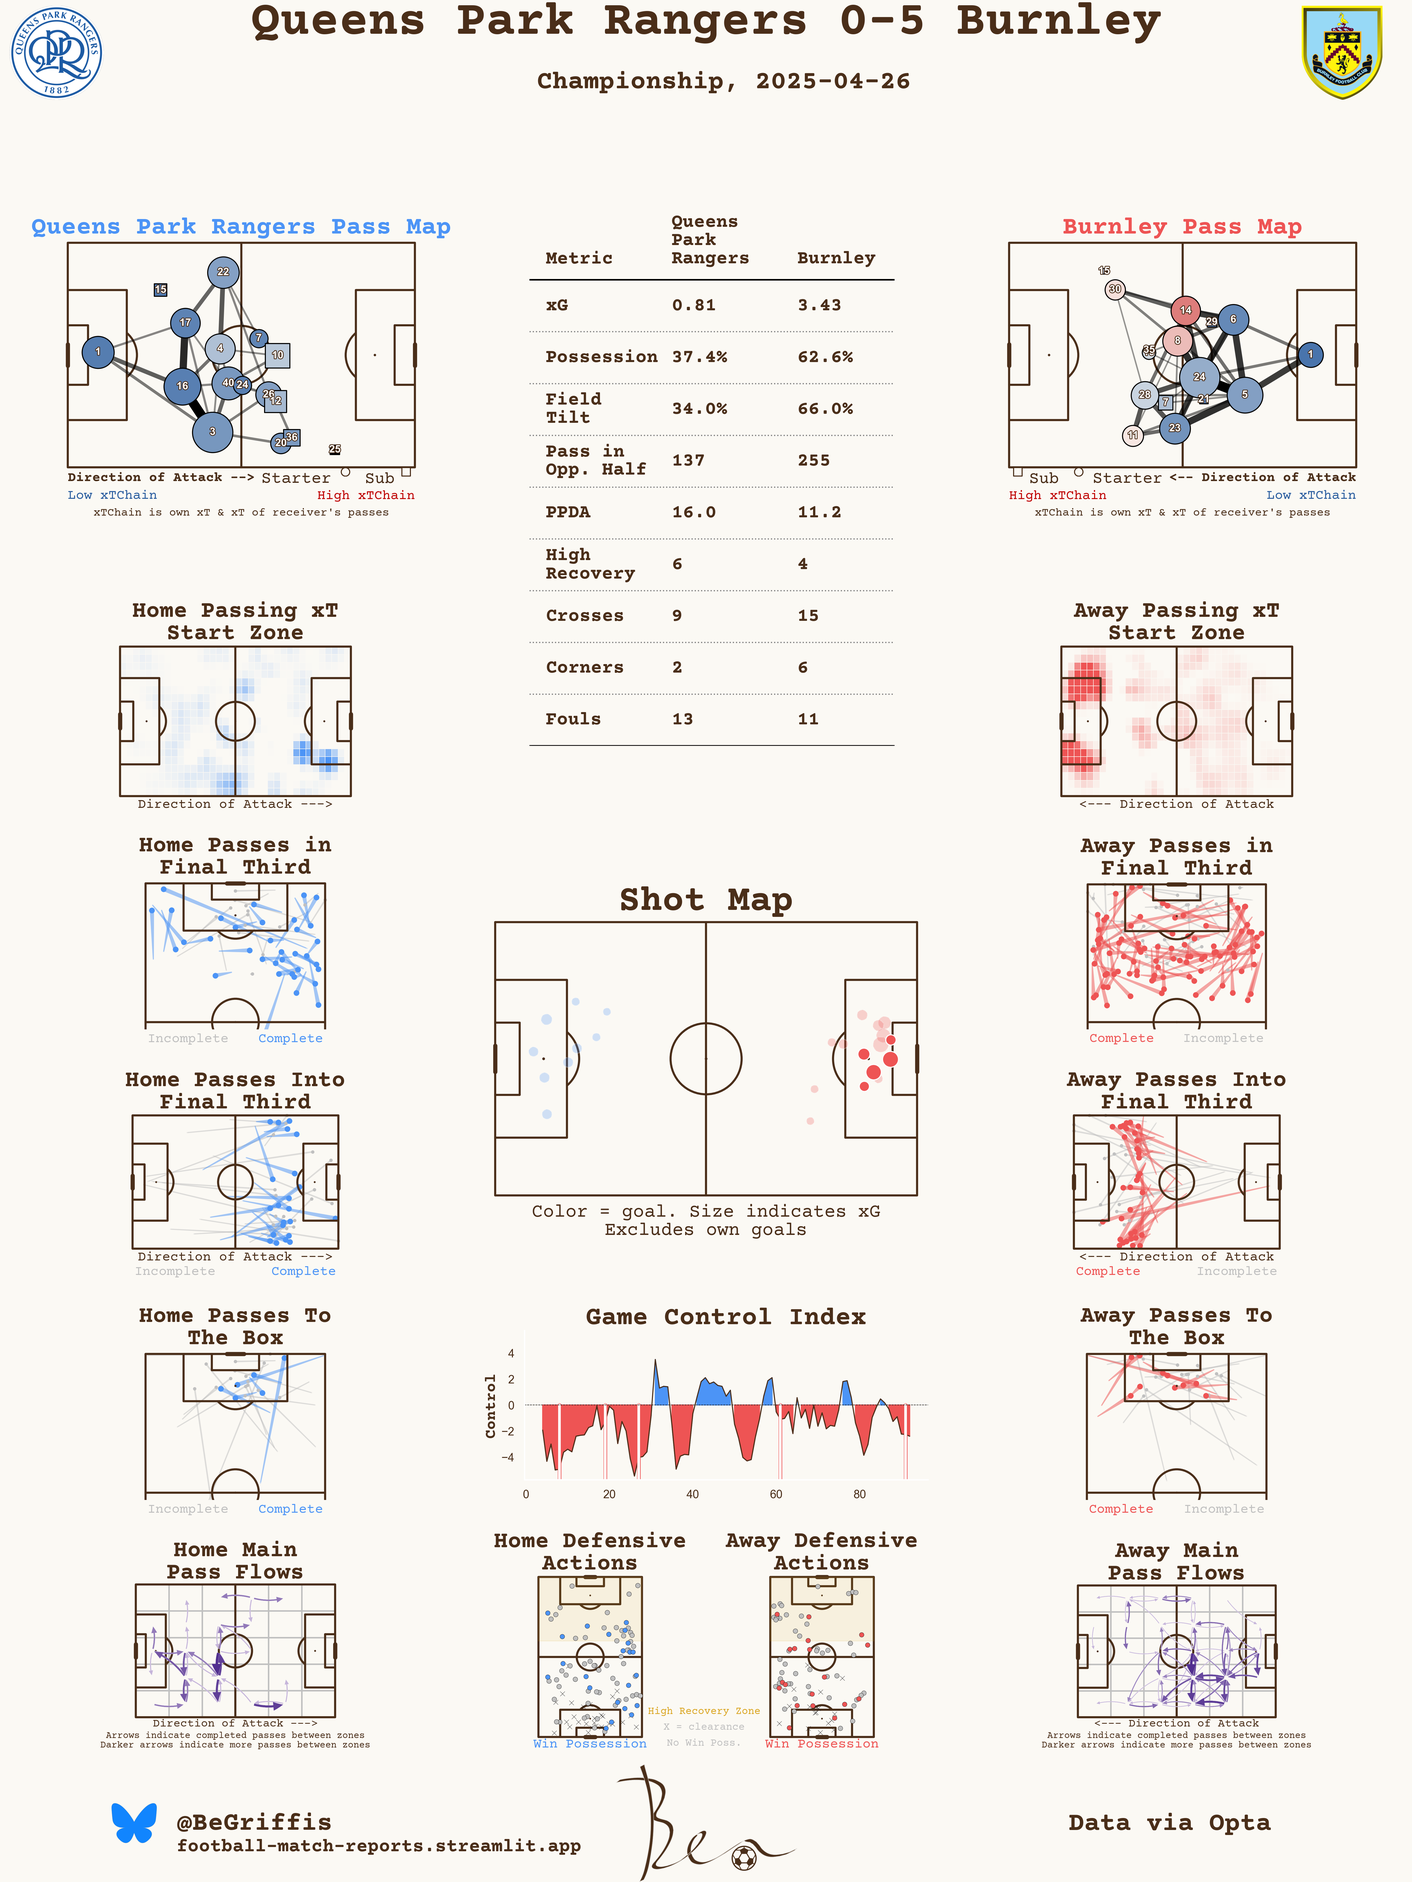 Queens Park Rangers 0-5 Burnley
Championship, 2025-04-26
QUEENS PARK RANGERS
1882
BURNLEY FOOTBALL CLUB
Queens Park Rangers Pass Map
22
15
17
7
1
4
10
16
40
24
26
12
3
20
36
25
Direction of Attack --> Starter Sub
Low xTChain High xTChain
xTChain is own xT & xT of receiver's passes
Metric Queens Park Rangers Burnley
xG 0.81 3.43
Possession 37.4% 62.6%
Field Tilt 34.0% 66.0%
Pass in Opp. Half 137 255
PPDA 16.0 11.2
High Recovery 6 4
Crosses 9 15
Corners 2 6
Fouls 13 11
Burnley Pass Map
15
30
14
29
6
8
35
1
24
28
7
21
5
11
23
Sub Starter <-- Direction of Attack
High xTChain Low xTChain
xTChain is own xT & xT of receiver's passes
Home Passing xT
Start Zone
Direction of Attack --->
Away Passing xT
Start Zone
<--- Direction of Attack
Home Passes in
Final Third
Incomplete Complete
Away Passes in
Final Third
Complete Incomplete
Shot Map
Color = goal. Size indicates xG
Excludes own goals
Home Passes Into
Final Third
Direction of Attack --->
Incomplete Complete
Away Passes Into
Final Third
<--- Direction of Attack
Complete Incomplete
Home Passes To
The Box
Incomplete Complete
Game Control Index
Control
4
2
0
−2
−4
0 20 40 60 80
Away Passes To
The Box
Complete Incomplete
Home Main
Pass Flows
Direction of Attack --->
Arrows indicate completed passes between zones
Darker arrows indicate more passes between zones
Home Defensive
Actions
Win Possession
Away Defensive
Actions
Win Possession
High Recovery Zone
X = clearance
No Win Poss.
Away Main
Pass Flows
<--- Direction of Attack
Arrows indicate completed passes between zones
Darker arrows indicate more passes between zones
@BeGriffis
football-match-reports.streamlit.app
Ben
Data via Opta